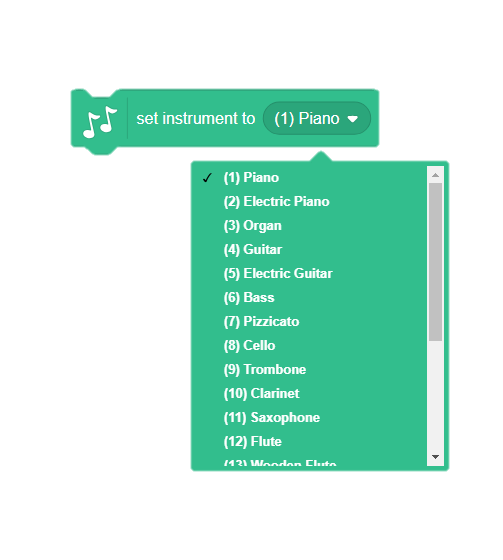 set instrument to (1) Piano
✓ (1) Piano
(2) Electric Piano
(3) Organ
(4) Guitar
(5) Electric Guitar
(6) Bass
(7) Pizzicato
(8) Cello
(9) Trombone
(10) Clarinet
(11) Saxophone
(12) Flute
(13) Wooden Flute